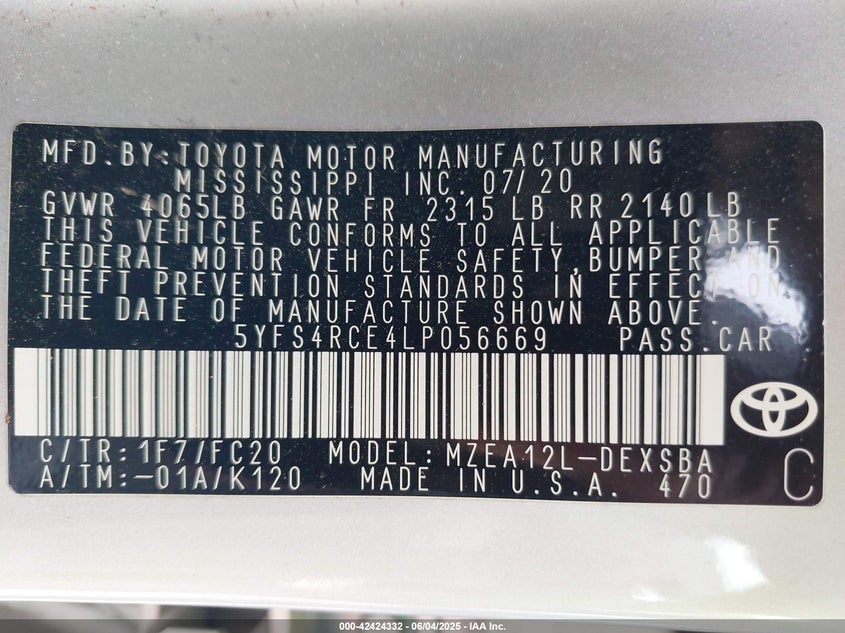 MFD.BY:TOYOTA MOTOR MANUFACTURING
MISSISSIPPI INC. 07/20
GVWR 4065LB GAWR FR 2315 LB RR 2140 LB
THIS VEHICLE CONFORMS TO ALL APPLICABLE
FEDERAL MOTOR VEHICLE SAFETY,BUMPER AND
THEFT PREVENTION STANDARDS IN EFFECT ON
THE DATE OF MANUFACTURE SHOWN ABOVE.
5YFS4RCE4LP056669 PASS.CAR
C/TR: 1F7/FC20 MODEL: MZEA12L-DEXSBA
A/TM:-01A/K120 MADE IN U.S.A. 470 C
000-42424332 - 06/04/2025 - IAA Inc.